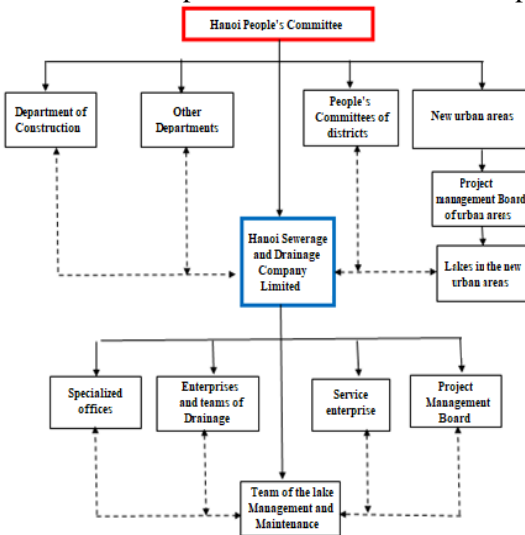 Hanoi People's Committee
Department of
Construction
Other
Departments
People's
Committees of
districts
New urban areas
Project
management Board
of urban areas
Hanoi Sewerage
and Drainage
Company
Limited
Lakes in the new
urban areas
Specialized
offices
Enterprises
and teams of
Drainage
Service
enterprise
Project
Management
Board
Team of the lake
Management and
Maintenance